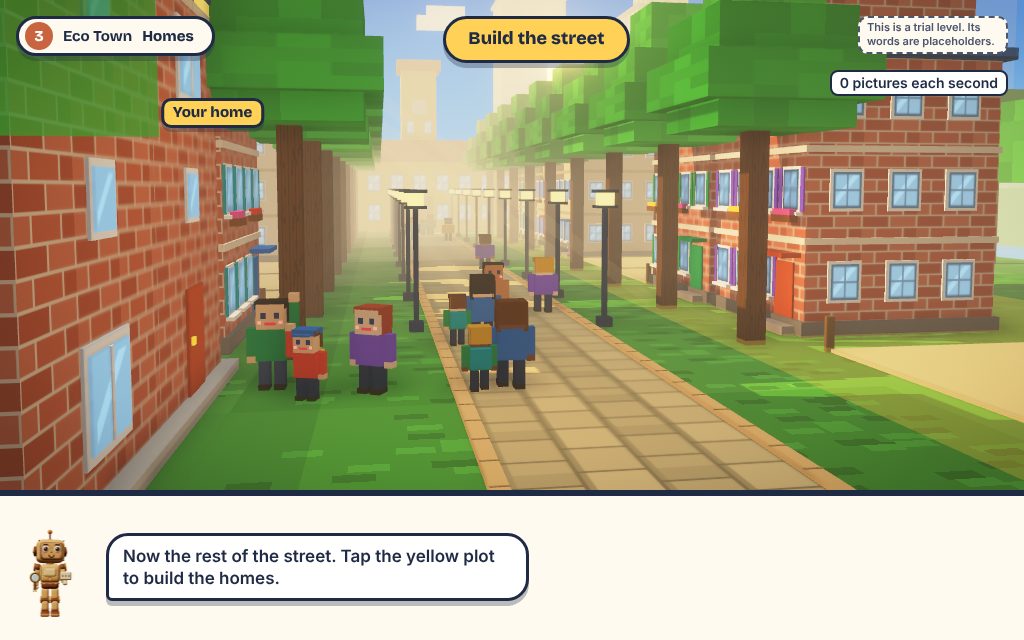 3 Eco Town Homes
Build the street
This is a trial level. Its
words are placeholders.
0 pictures each second
Your home
Now the rest of the street. Tap the yellow plot
to build the homes.